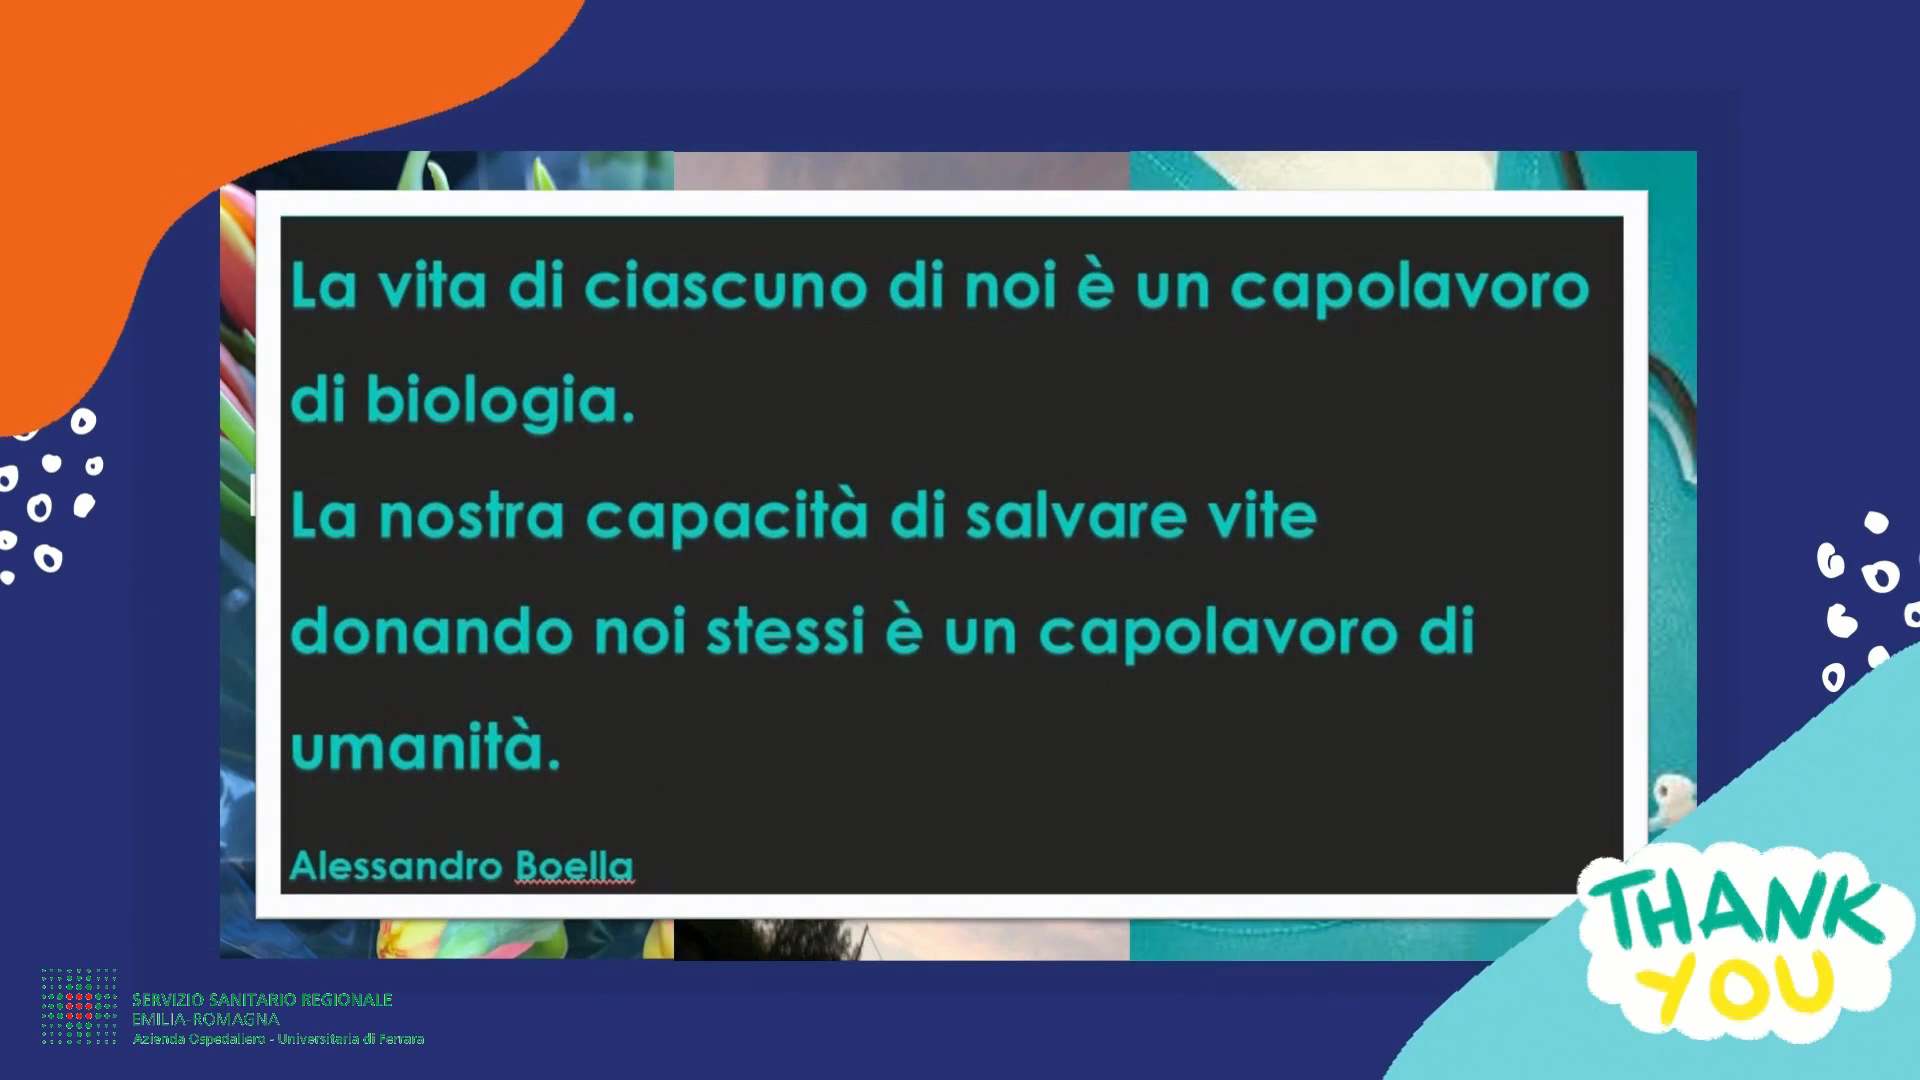 La vita di ciascuno di noi è un capolavoro
di biologia.
La nostra capacità di salvare vite
donando noi stessi è un capolavoro di
umanità.
Alessandro Boella
THANK
YOU
SERVIZIO SANITARIO REGIONALE
EMILIA-ROMAGNA
Azienda Ospedaliero - Universitaria di Ferrara